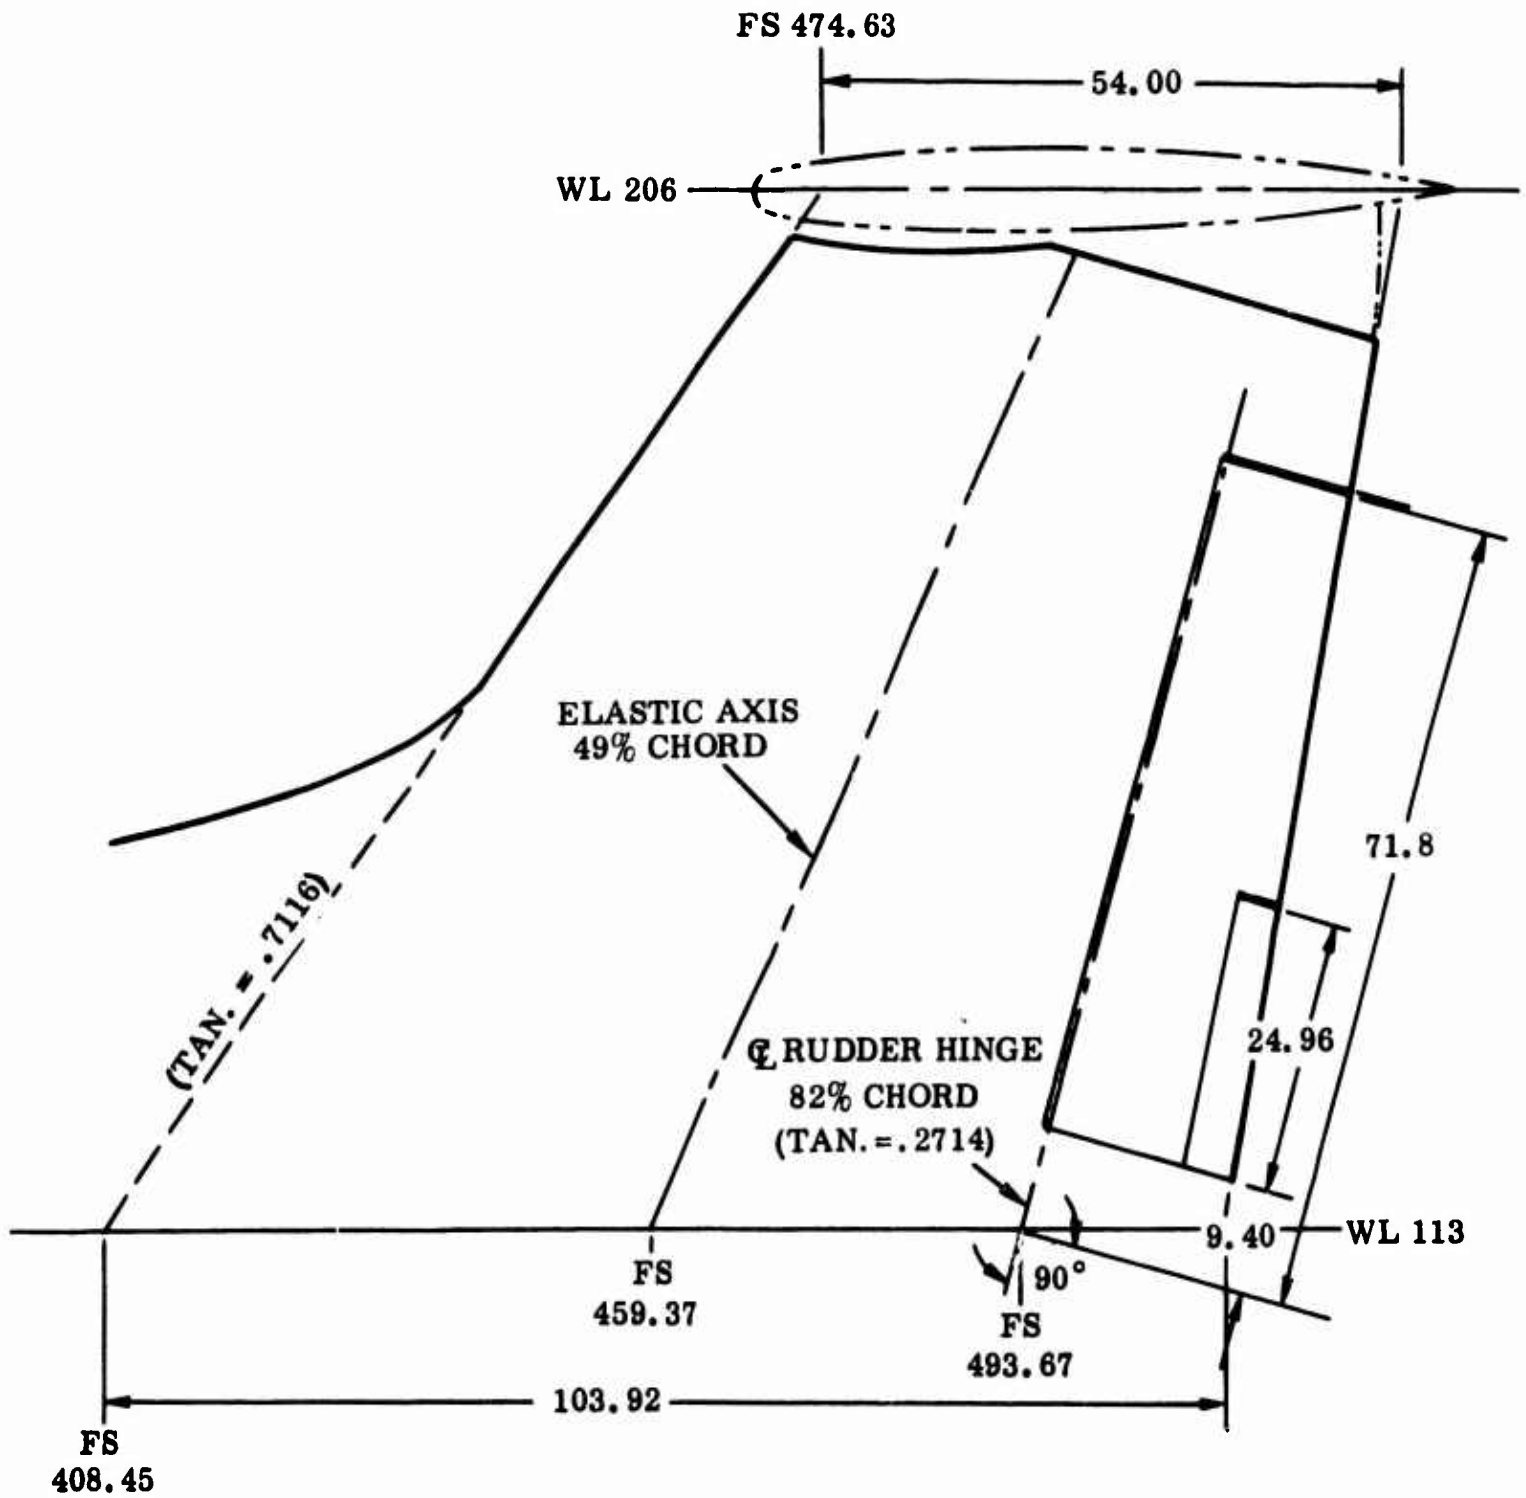 FS 474.63
54.00
WL 206
ELASTIC AXIS
49% CHORD
71.8
(TAN. = .7116)
24.96
℄ RUDDER HINGE
82% CHORD
(TAN. = .2714)
9.40
WL 113
90°
FS
459.37
FS
493.67
103.92
FS
408.45